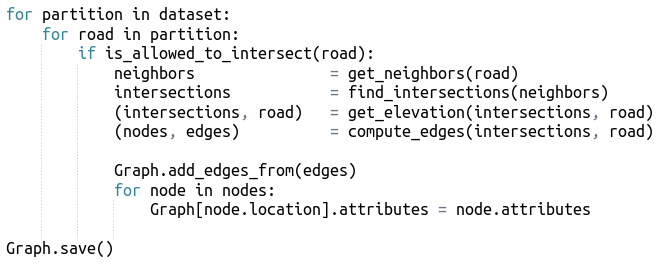 for partition in dataset:
    for road in partition:
        if is_allowed_to_intersect(road):
            neighbors               = get_neighbors(road)
            intersections           = find_intersections(neighbors)
            (intersections, road)   = get_elevation(intersections, road)
            (nodes, edges)          = compute_edges(intersections, road)

            Graph.add_edges_from(edges)
            for node in nodes:
                Graph[node.location].attributes = node.attributes

Graph.save()